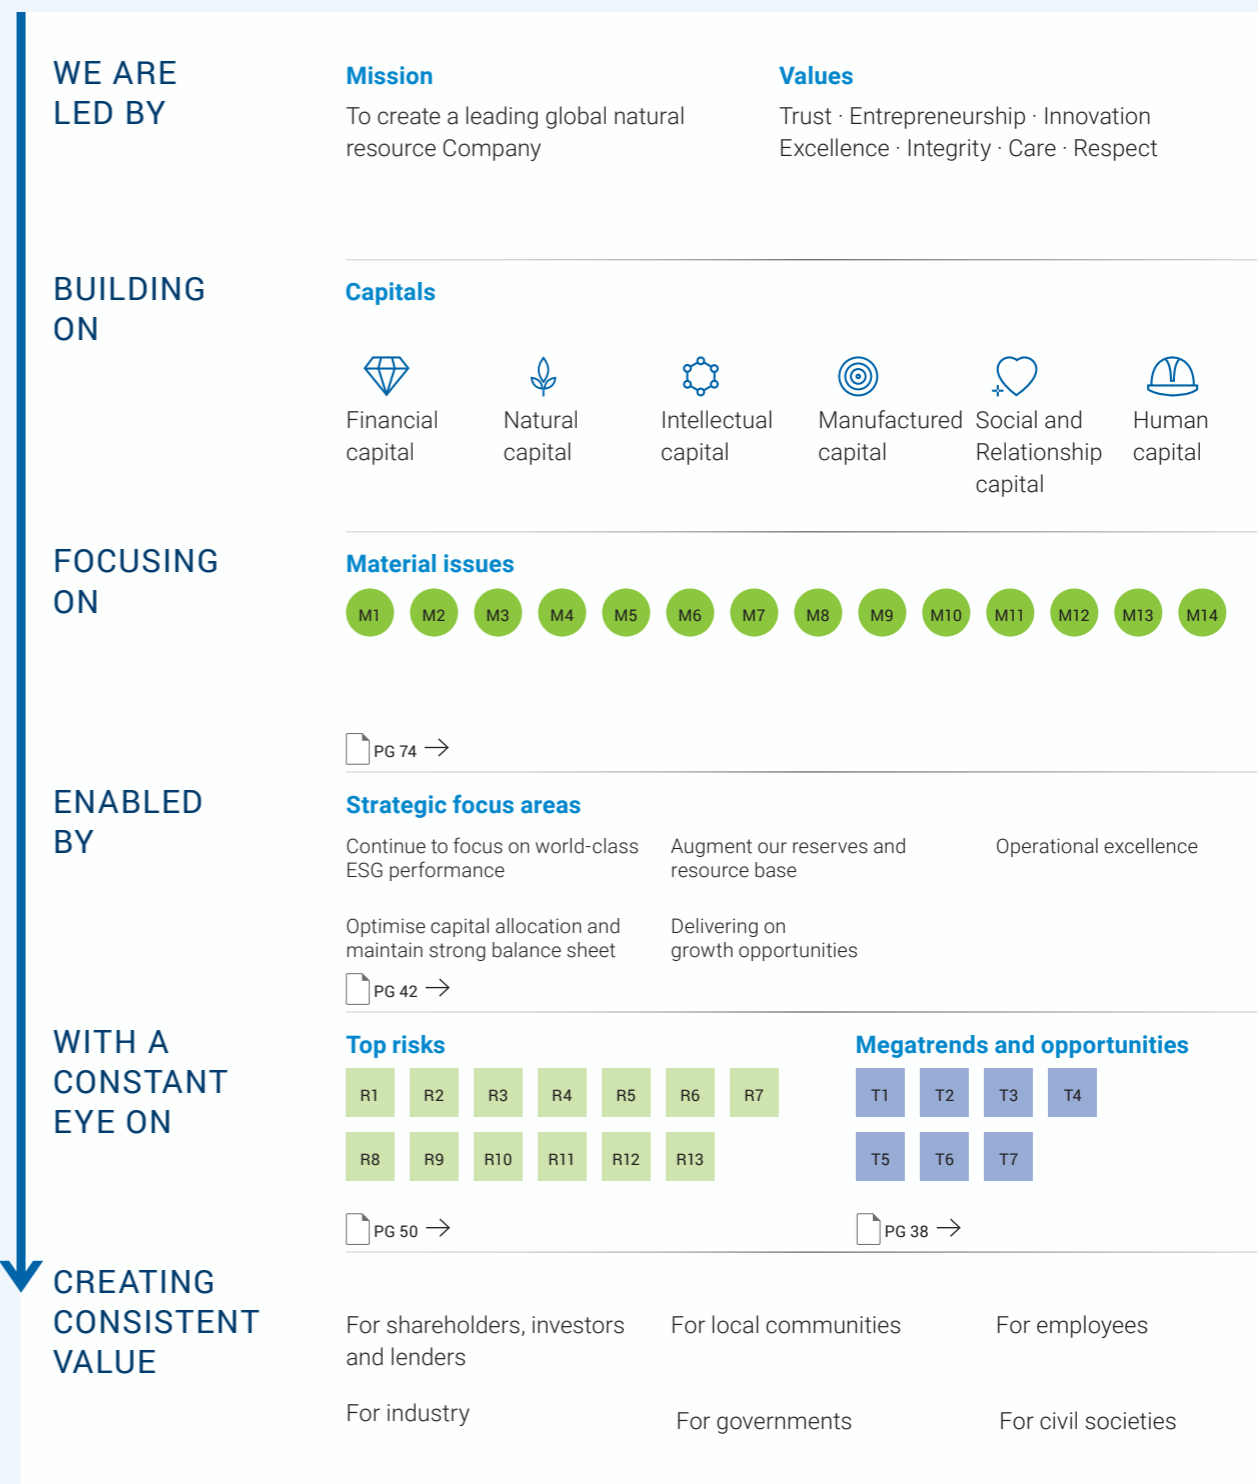 WE ARE
LED BY
Mission
To create a leading global natural
resource Company
Values
Trust · Entrepreneurship · Innovation
Excellence · Integrity · Care · Respect
BUILDING
ON
Capitals
Financial
capital
Natural
capital
Intellectual
capital
Manufactured
capital
Social and
Relationship
capital
Human
capital
FOCUSING
ON
Material issues
M1 M2 M3 M4 M5 M6 M7 M8 M9 M10 M11 M12 M13 M14
PG 74
ENABLED
BY
Strategic focus areas
Continue to focus on world-class
ESG performance
Augment our reserves and
resource base
Operational excellence
Optimise capital allocation and
maintain strong balance sheet
Delivering on
growth opportunities
PG 42
WITH A
CONSTANT
EYE ON
Top risks
R1 R2 R3 R4 R5 R6 R7
R8 R9 R10 R11 R12 R13
PG 50
Megatrends and opportunities
T1 T2 T3 T4
T5 T6 T7
PG 38
CREATING
CONSISTENT
VALUE
For shareholders, investors
and lenders
For local communities
For employees
For industry
For governments
For civil societies